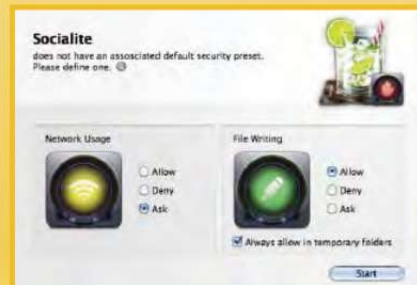 Socialite
does not have an assosciated default security preset.
Please define one.
Network Usage
Allow
Deny
Ask
File Writing
Allow
Deny
Ask
Always allow in temporary folders
Start